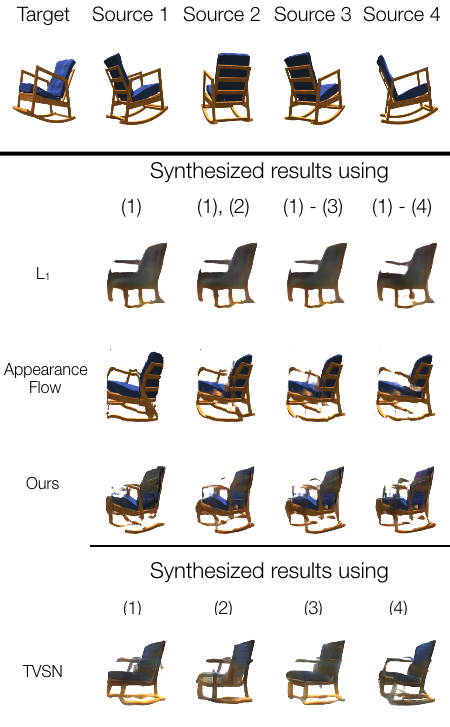 Target Source 1 Source 2 Source 3 Source 4
Synthesized results using
(1) (1), (2) (1) - (3) (1) - (4)
L₁
Appearance
Flow
Ours
Synthesized results using
(1) (2) (3) (4)
TVSN